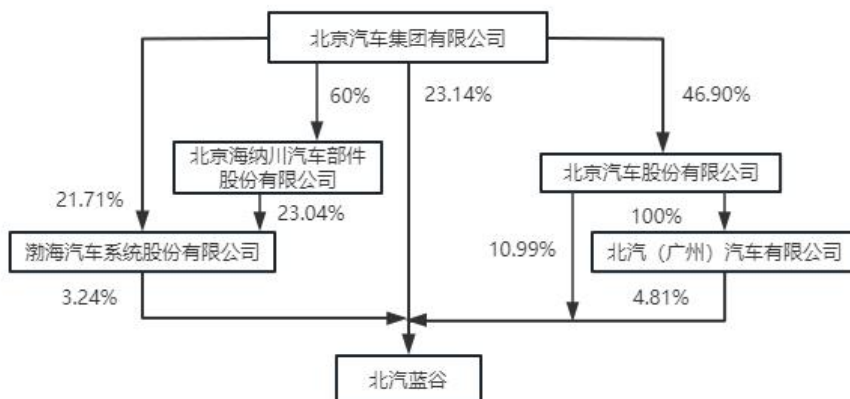 北京汽车集团有限公司
60%
23.14%
46.90%
北京海纳川汽车部件
股份有限公司
北京汽车股份有限公司
21.71%
23.04%
100%
渤海汽车系统股份有限公司
10.99%
北汽（广州）汽车有限公司
3.24%
4.81%
北汽蓝谷